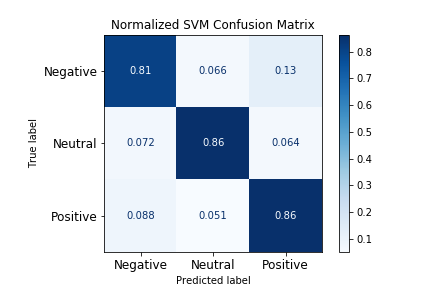 Normalized SVM Confusion Matrix
True label
Negative 0.81 0.066 0.13
Neutral 0.072 0.86 0.064
Positive 0.088 0.051 0.86
Negative Neutral Positive
Predicted label
0.8
0.7
0.6
0.5
0.4
0.3
0.2
0.1